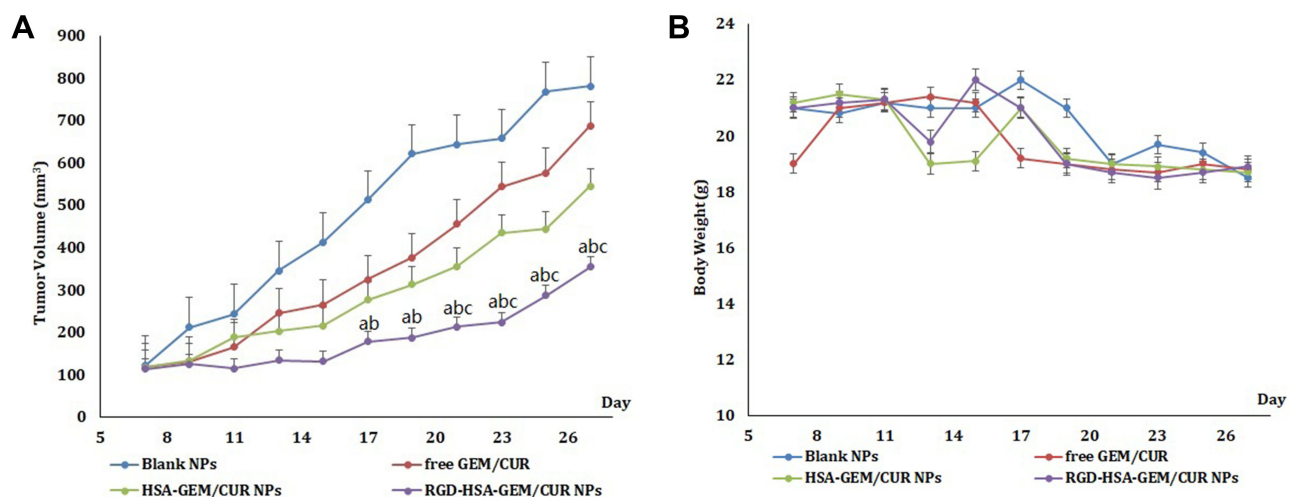 A
Tumor Volume (mm³)
900
800
700
600
500
400
300
200
100
0
ab
ab
abc
abc
abc
abc
Day
5
8
11
14
17
20
23
26
Blank NPs
free GEM/CUR
HSA-GEM/CUR NPs
RGD-HSA-GEM/CUR NPs
B
Body Weight (g)
24
22
20
18
16
14
12
10
Day
5
8
11
14
17
20
23
26
Blank NPs
free GEM/CUR
HSA-GEM/CUR NPs
RGD-HSA-GEM/CUR NPs